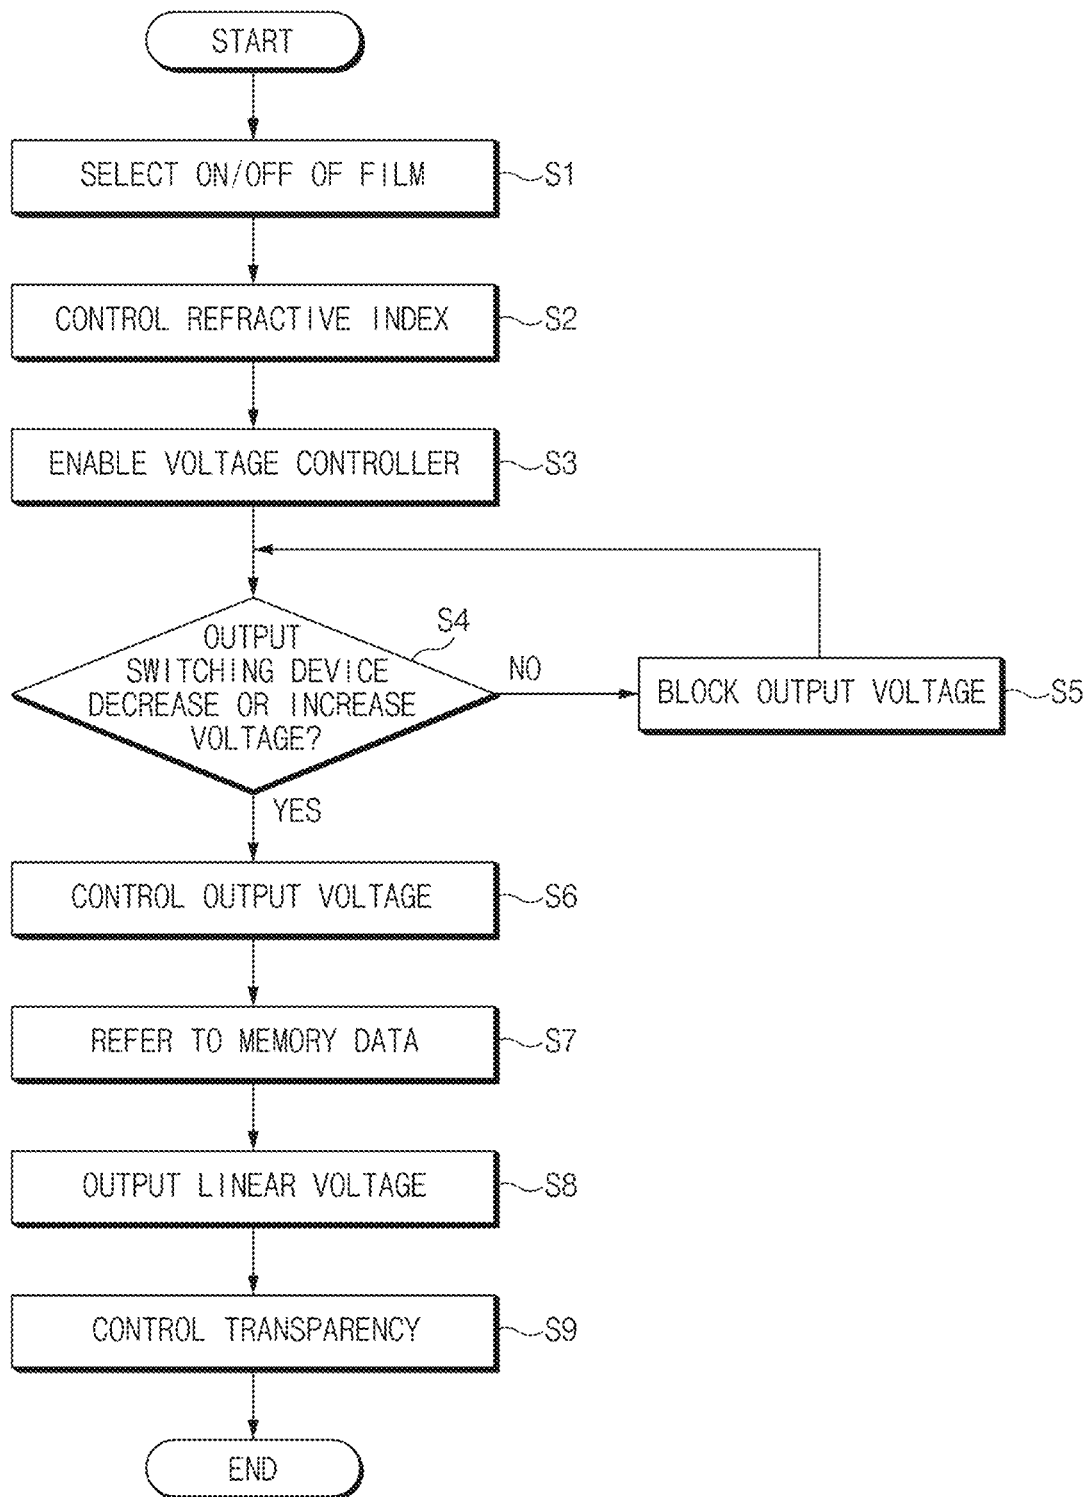 START
SELECT ON/OFF OF FILM
S1
CONTROL REFRACTIVE INDEX
S2
ENABLE VOLTAGE CONTROLLER
S3
S4
OUTPUT
SWITCHING DEVICE
DECREASE OR INCREASE
VOLTAGE?
NO
BLOCK OUTPUT VOLTAGE
S5
YES
CONTROL OUTPUT VOLTAGE
S6
REFER TO MEMORY DATA
S7
OUTPUT LINEAR VOLTAGE
S8
CONTROL TRANSPARENCY
S9
END